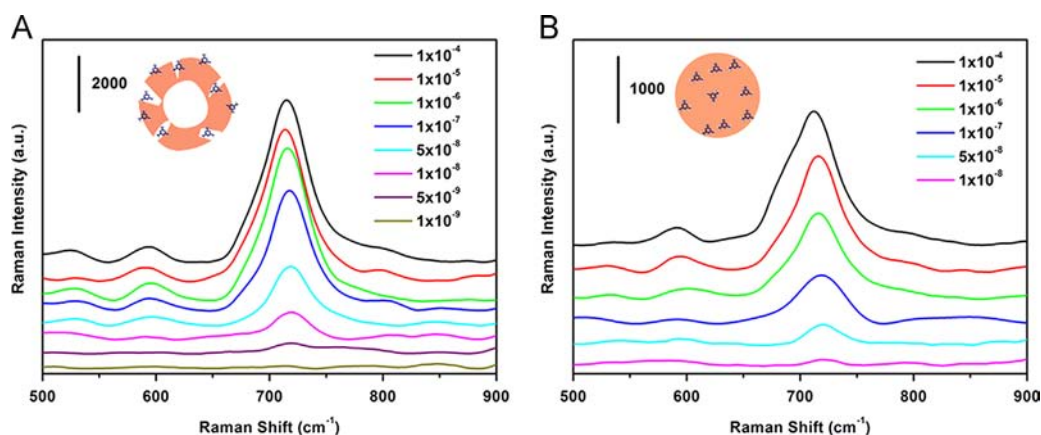 A
2000
1x10⁻⁴
1x10⁻⁵
1x10⁻⁶
1x10⁻⁷
5x10⁻⁸
1x10⁻⁸
5x10⁻⁹
1x10⁻⁹
Raman Intensity (a.u.)
500 600 700 800 900
Raman Shift (cm⁻¹)
B
1000
1x10⁻⁴
1x10⁻⁵
1x10⁻⁶
1x10⁻⁷
5x10⁻⁸
1x10⁻⁸
Raman Intensity (a.u.)
500 600 700 800 900
Raman Shift (cm⁻¹)